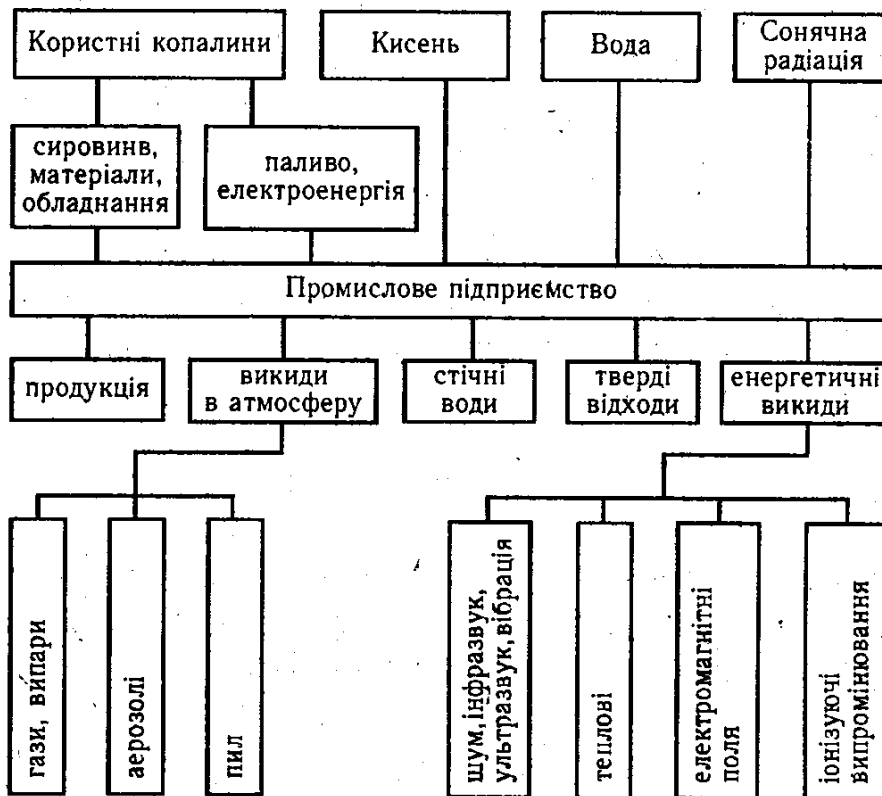 Користні копалини
Кисень
Вода
Сонячна
радіація
сировинв,
матеріали,
обладнання
паливо,
електроенергія
Промислове підприємство
продукція
викиди
в атмосферу
стічні
води
тверді
відходи
енергетичні
викиди
гази, випари
аерозолі
пил
шум, інфразвук,
ультразвук, вібрація
теплові
електромагнітні
поля
іонізуючі
випромінювання